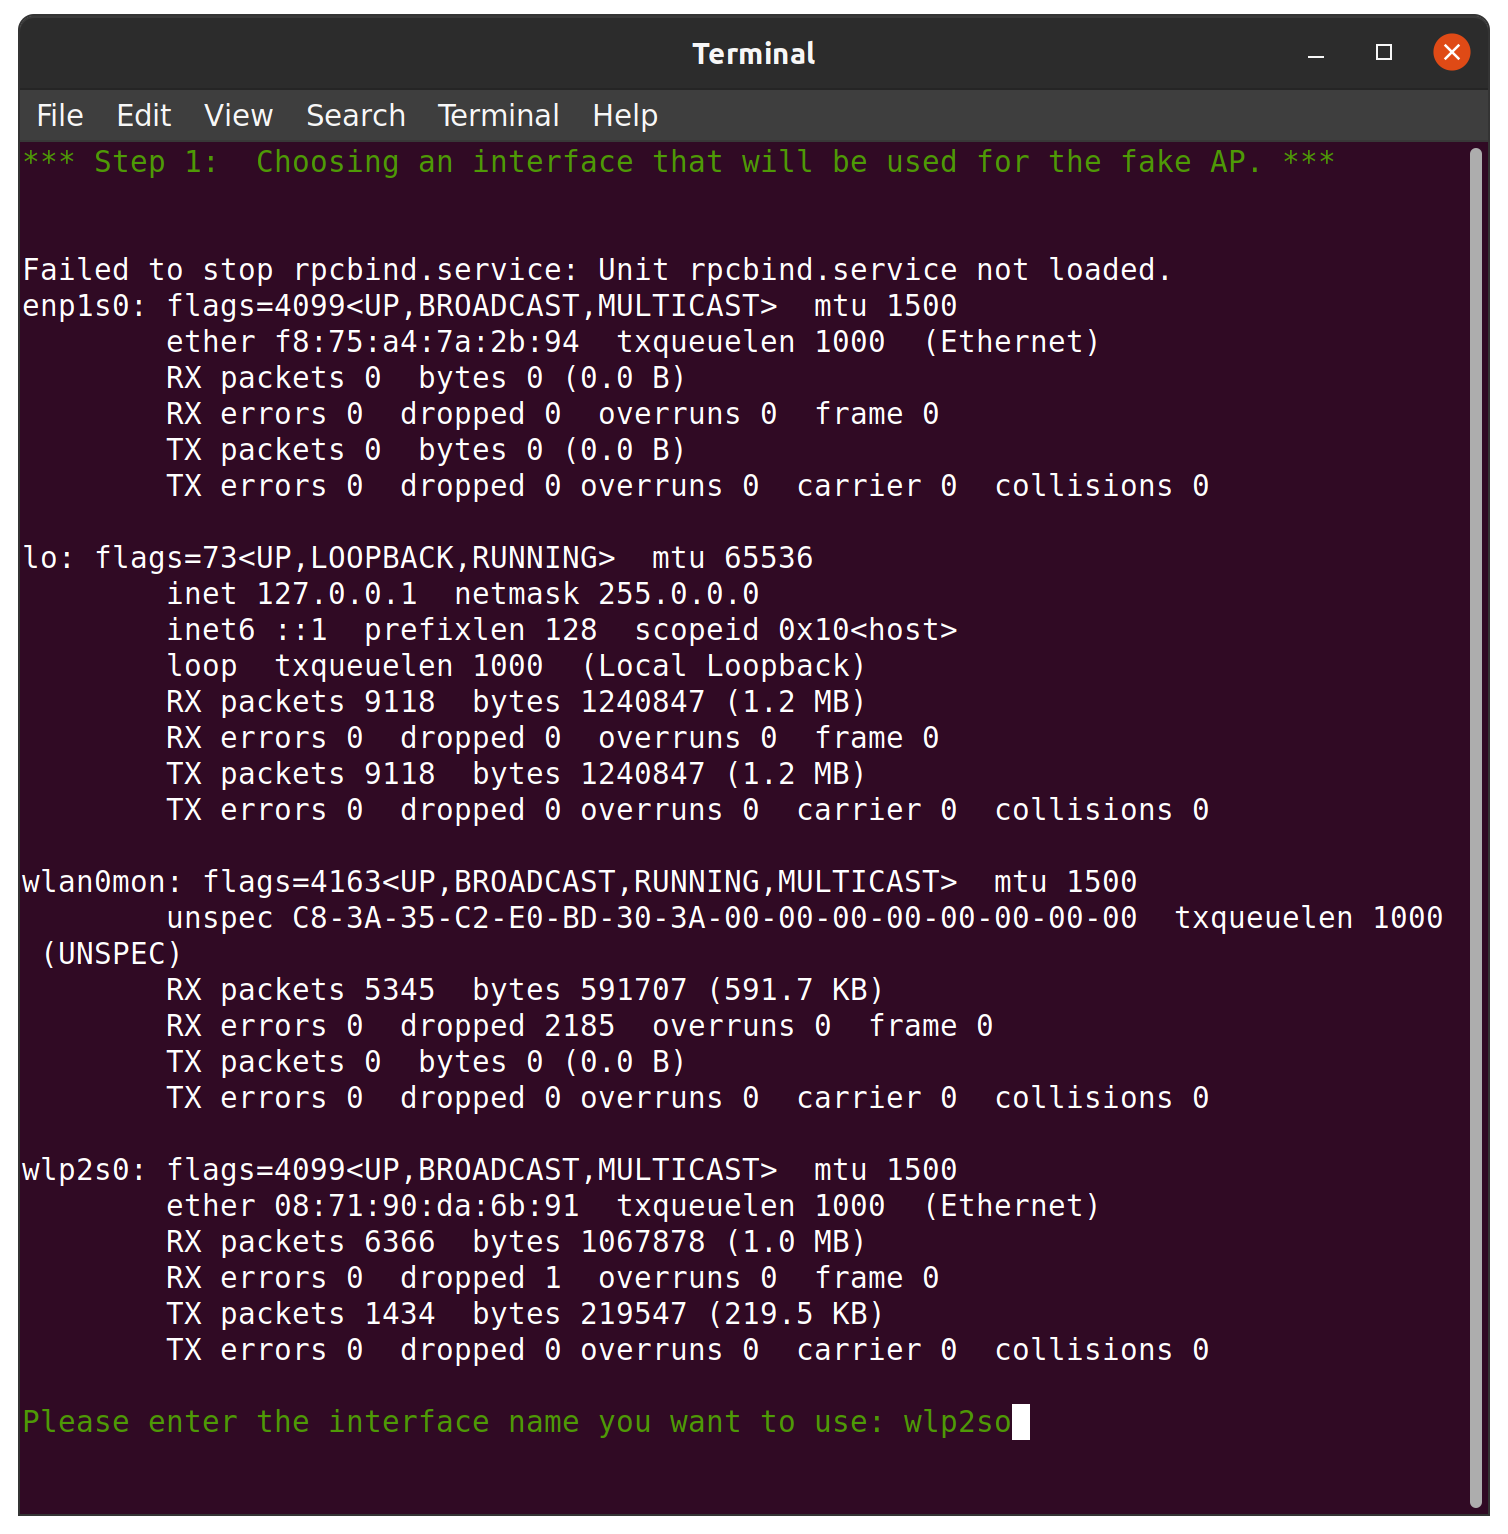 Terminal
File Edit View Search Terminal Help
*** Step 1:  Choosing an interface that will be used for the fake AP. ***
Failed to stop rpcbind.service: Unit rpcbind.service not loaded.
enp1s0: flags=4099<UP,BROADCAST,MULTICAST>  mtu 1500
        ether f8:75:a4:7a:2b:94  txqueuelen 1000  (Ethernet)
        RX packets 0  bytes 0 (0.0 B)
        RX errors 0  dropped 0  overruns 0  frame 0
        TX packets 0  bytes 0 (0.0 B)
        TX errors 0  dropped 0 overruns 0  carrier 0  collisions 0
lo: flags=73<UP,LOOPBACK,RUNNING>  mtu 65536
        inet 127.0.0.1  netmask 255.0.0.0
        inet6 ::1  prefixlen 128  scopeid 0x10<host>
        loop  txqueuelen 1000  (Local Loopback)
        RX packets 9118  bytes 1240847 (1.2 MB)
        RX errors 0  dropped 0  overruns 0  frame 0
        TX packets 9118  bytes 1240847 (1.2 MB)
        TX errors 0  dropped 0 overruns 0  carrier 0  collisions 0
wlan0mon: flags=4163<UP,BROADCAST,RUNNING,MULTICAST>  mtu 1500
        unspec C8-3A-35-C2-E0-BD-30-3A-00-00-00-00-00-00-00-00  txqueuelen 1000
 (UNSPEC)
        RX packets 5345  bytes 591707 (591.7 KB)
        RX errors 0  dropped 2185  overruns 0  frame 0
        TX packets 0  bytes 0 (0.0 B)
        TX errors 0  dropped 0 overruns 0  carrier 0  collisions 0
wlp2s0: flags=4099<UP,BROADCAST,MULTICAST>  mtu 1500
        ether 08:71:90:da:6b:91  txqueuelen 1000  (Ethernet)
        RX packets 6366  bytes 1067878 (1.0 MB)
        RX errors 0  dropped 1  overruns 0  frame 0
        TX packets 1434  bytes 219547 (219.5 KB)
        TX errors 0  dropped 0 overruns 0  carrier 0  collisions 0
Please enter the interface name you want to use: wlp2so